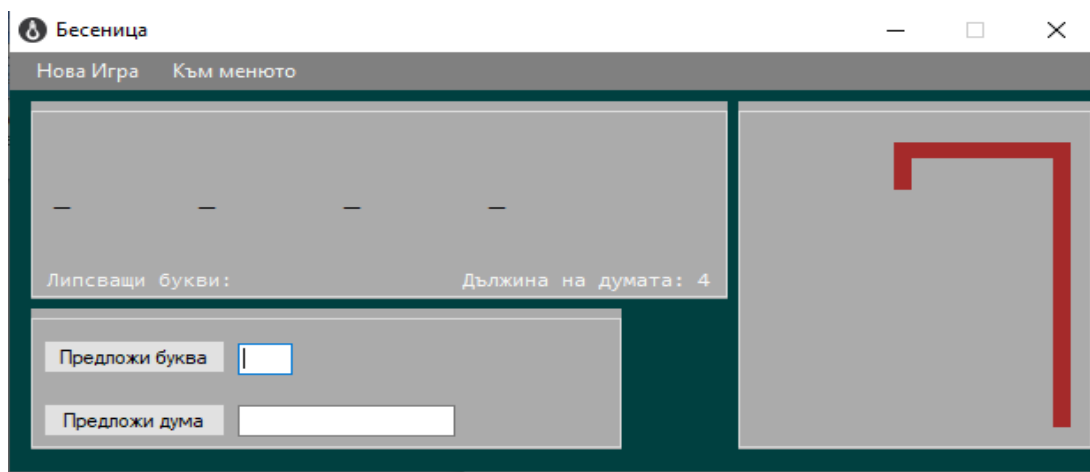 Бесеница
Нова Игра Към менюто
_ _ _ _
Липсващи букви: Дължина на думата: 4
Предложи буква
Предложи дума